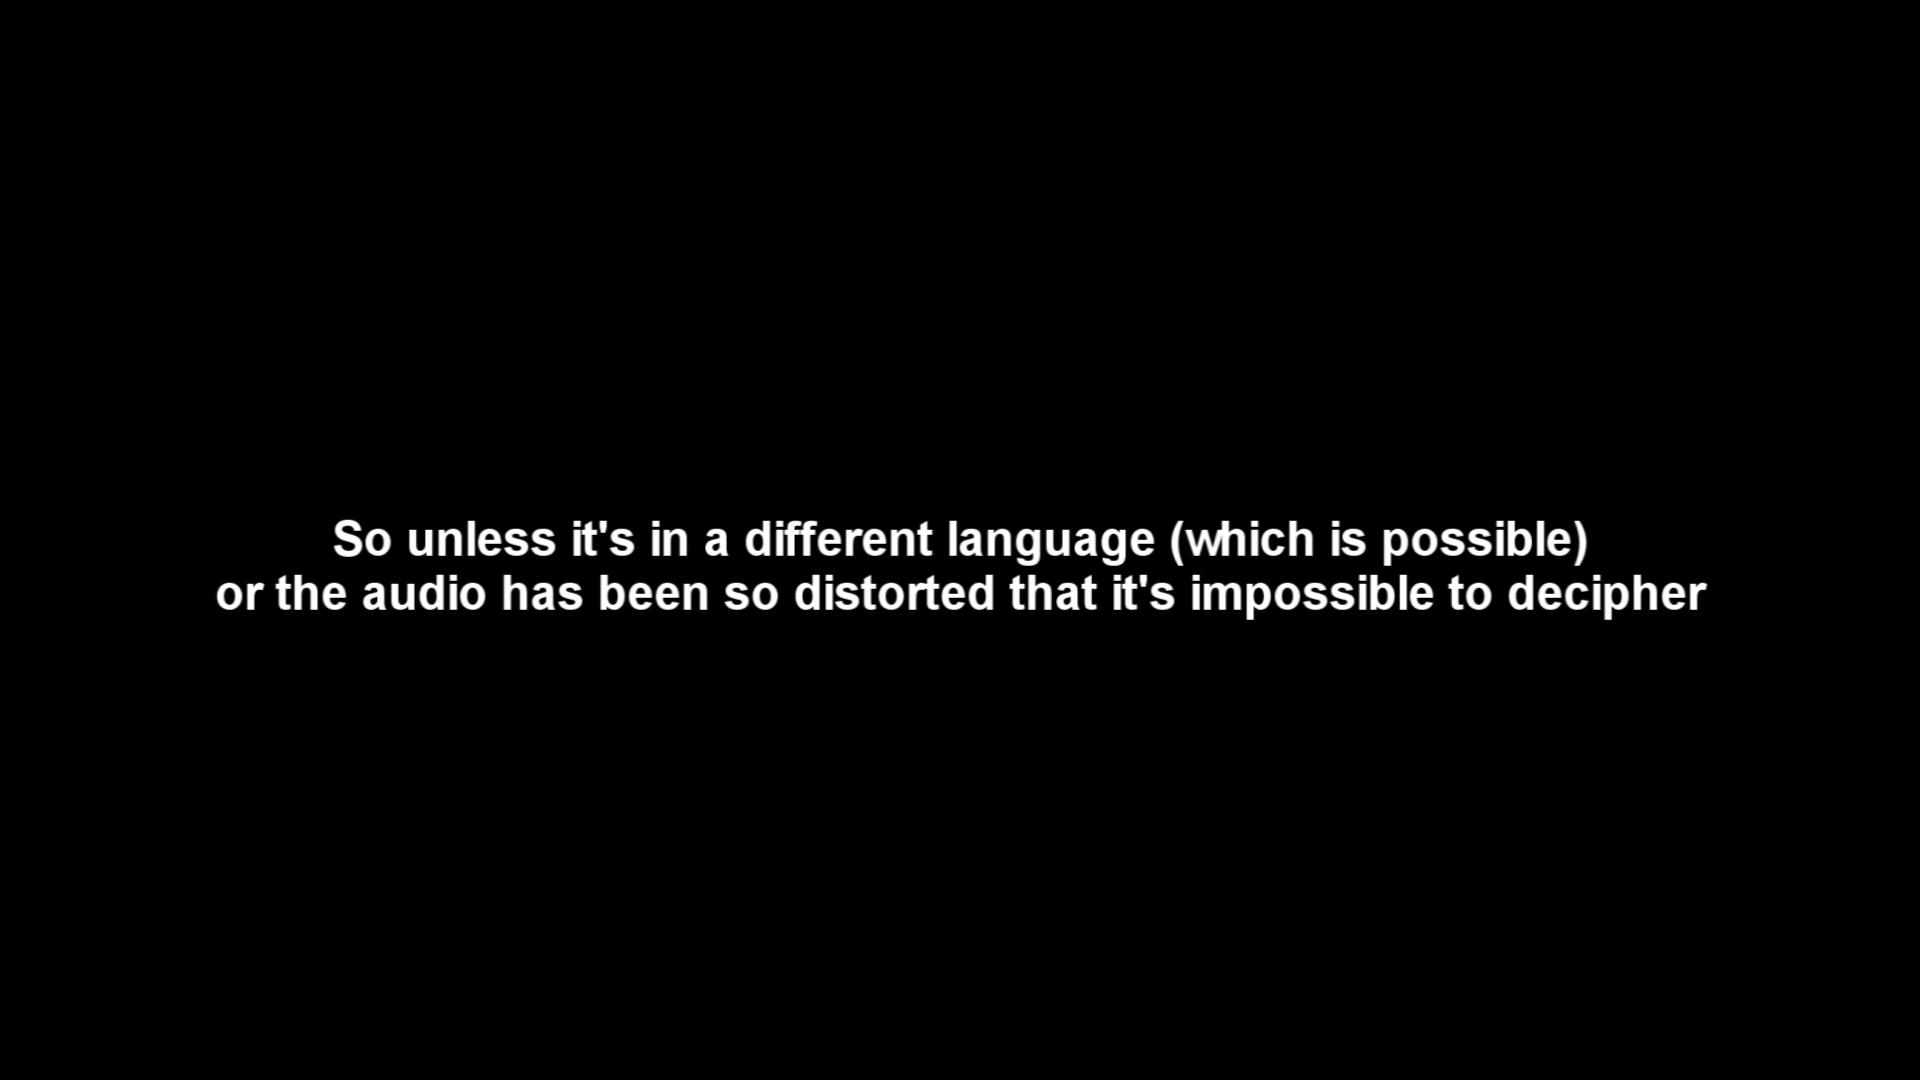 So unless it's in a different language (which is possible)
or the audio has been so distorted that it's impossible to decipher